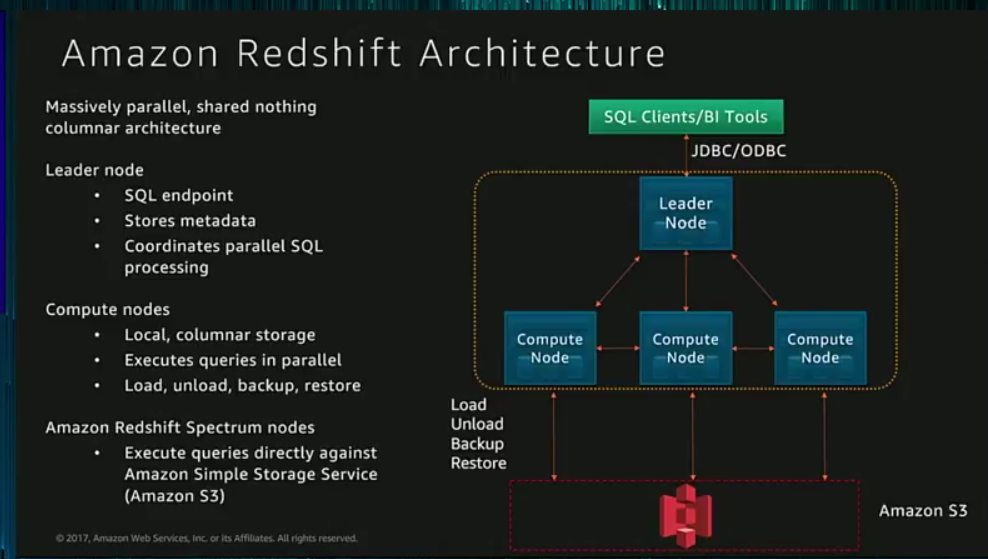 Amazon Redshift Architecture
Massively parallel, shared nothing
columnar architecture
Leader node
• SQL endpoint
• Stores metadata
• Coordinates parallel SQL
processing
Compute nodes
• Local, columnar storage
• Executes queries in parallel
• Load, unload, backup, restore
Amazon Redshift Spectrum nodes
• Execute queries directly against
Amazon Simple Storage Service
(Amazon S3)
SQL Clients/BI Tools
JDBC/ODBC
Leader
Node
Compute
Node
Compute
Node
Compute
Node
Load
Unload
Backup
Restore
Amazon S3
© 2017, Amazon Web Services, Inc. or its Affiliates. All rights reserved.